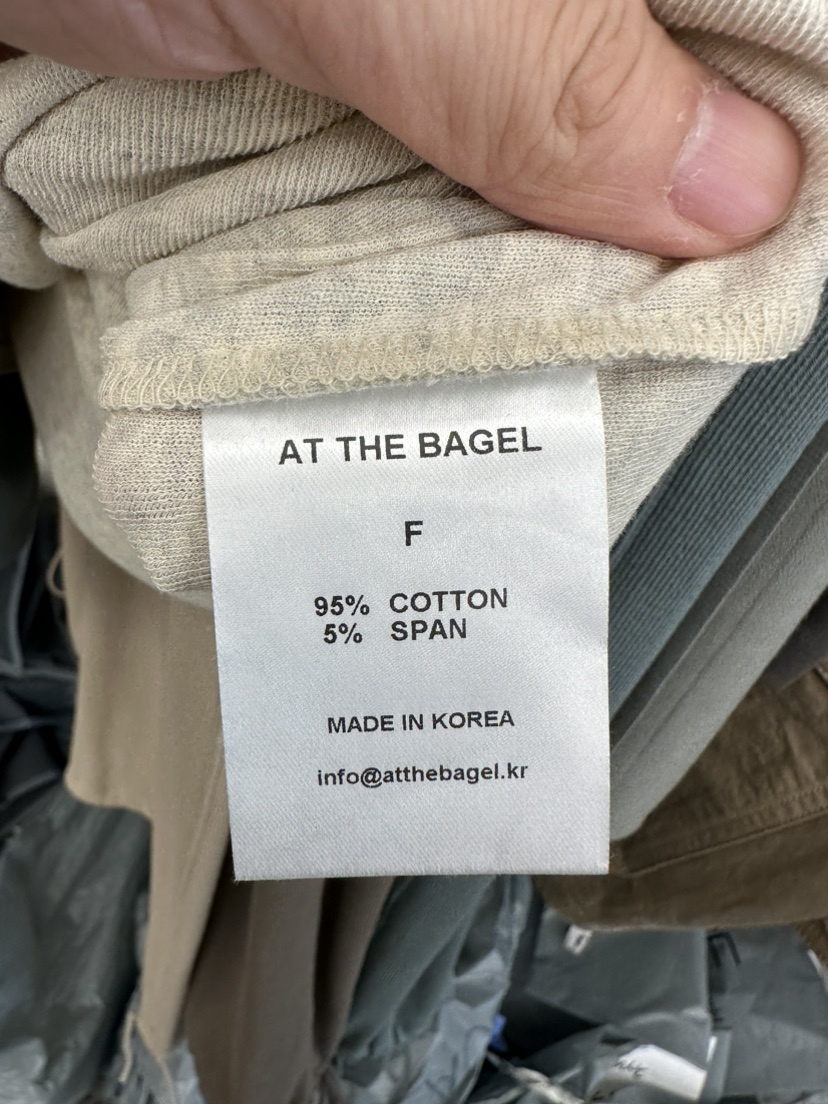 AT THE BAGEL
F
95% COTTON
5% SPAN
MADE IN KOREA
info@atthebagel.kr